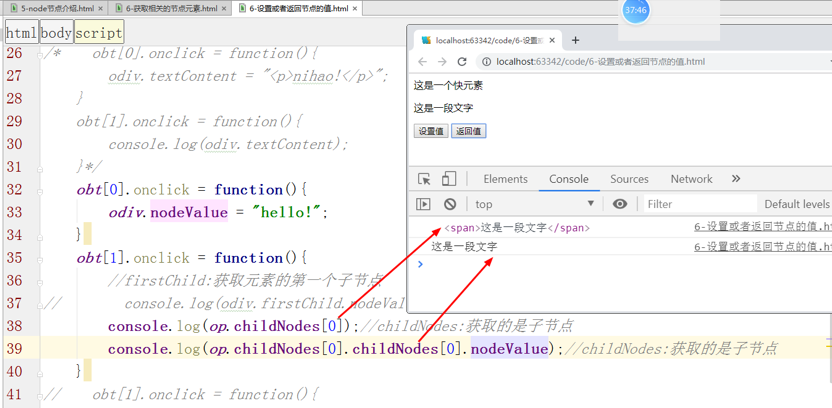 5-node节点介绍.html × 6-获取相关的节点元素.html × 6-设置或者返回节点的值.html ×
37:46
html body script
26 /* obt[0].onclick = function(){
27 odiv.textContent = "<p>nihao!</p>";
28 }
29 obt[1].onclick = function(){
30 console.log(odiv.textContent);
31 }*/
32 obt[0].onclick = function(){
33 odiv.nodeValue = "hello!";
34 }
35 obt[1].onclick = function(){
36 //firstChild:获取元素的第一个子节点
37 // console.log(odiv.firstChild.nodeVal
38 console.log(op.childNodes[0]);//childNodes:获取的是子节点
39 console.log(op.childNodes[0].childNodes[0].nodeValue);//childNodes:获取的是子节点
40 }
41 // obt[1].onclick = function(){
localhost:63342/code/6-设置 ×
localhost:63342/code/6-设置或者返回节点的值.html
这是一个快元素
这是一段文字
设置值 返回值
Elements Console Sources Network »
top ▼ Filter Default levels
<span>这是一段文字</span> 6-设置或者返回节点的值.ht
这是一段文字 6-设置或者返回节点的值.ht
>